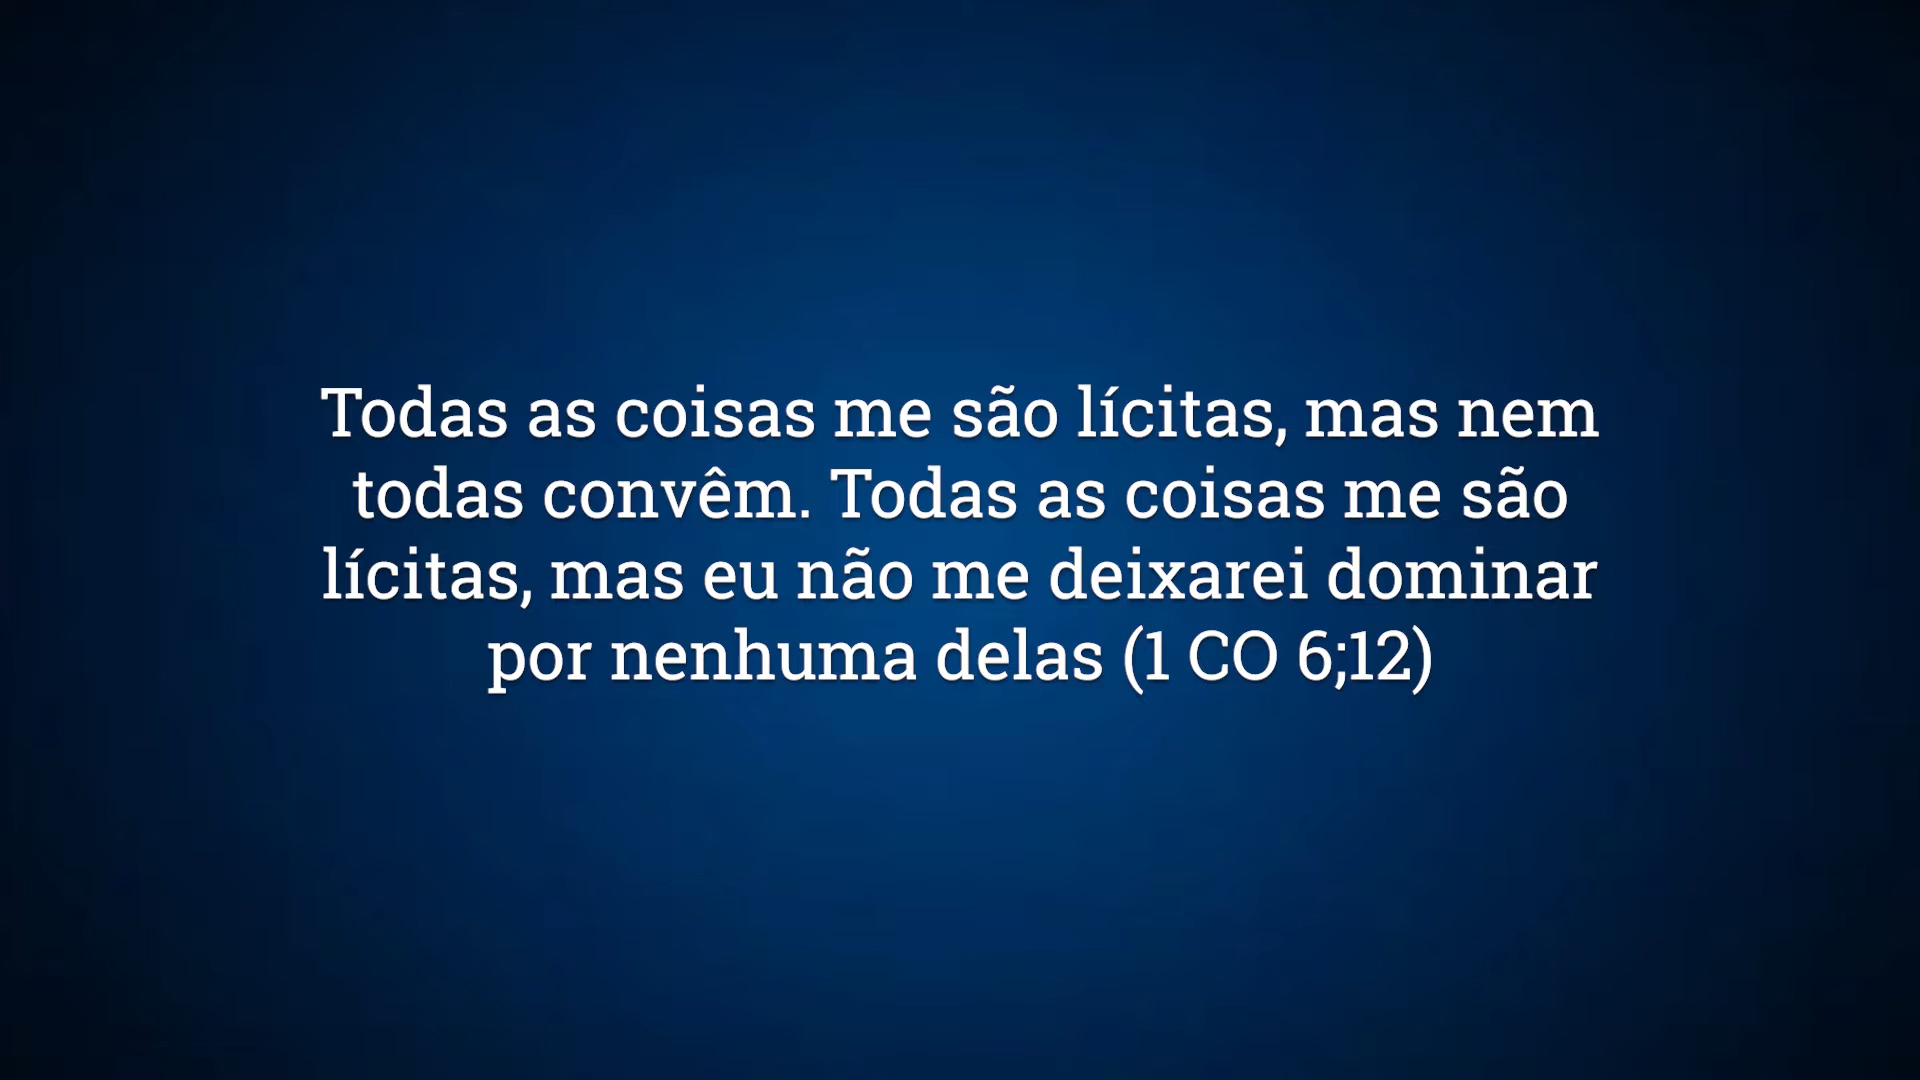 Todas as coisas me são lícitas, mas nem
todas convêm. Todas as coisas me são
lícitas, mas eu não me deixarei dominar
por nenhuma delas (1 CO 6;12)